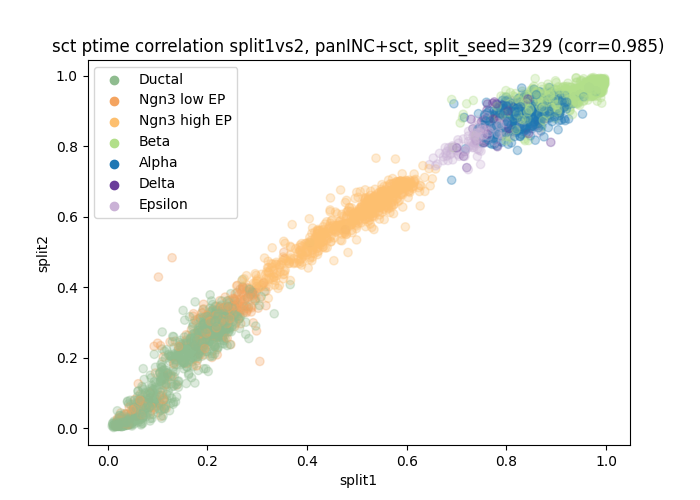 sct ptime correlation split1vs2, panINC+sct, split_seed=329 (corr=0.985)
Ductal
Ngn3 low EP
Ngn3 high EP
Beta
Alpha
Delta
Epsilon
1.0
0.8
0.6
0.4
0.2
0.0
split2
0.0 0.2 0.4 0.6 0.8 1.0
split1